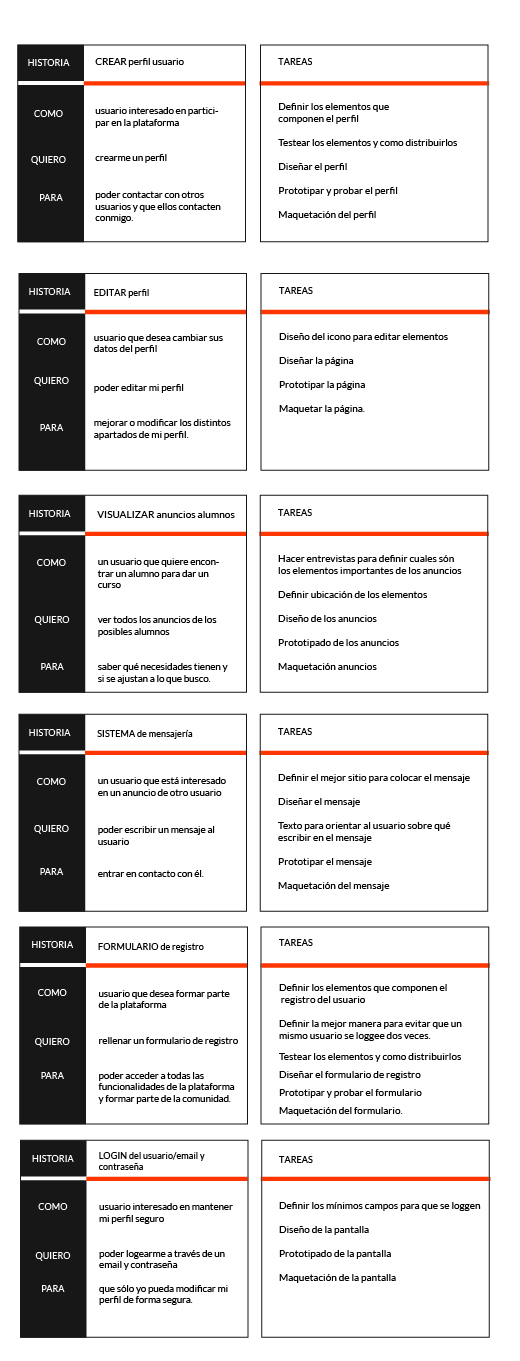 HISTORIA
CREAR perfil usuario
COMO
usuario interesado en partici-
par en la plataforma
QUIERO
crearme un perfil
PARA
poder contactar con otros
usuarios y que ellos contacten
conmigo.
TAREAS
Definir los elementos que
componen el perfil
Testear los elementos y como distribuirlos
Diseñar el perfil
Prototipar y probar el perfil
Maquetación del perfil
HISTORIA
EDITAR perfil
COMO
usuario que desea cambiar sus
datos del perfil
QUIERO
poder editar mi perfil
PARA
mejorar o modificar los distintos
apartados de mi perfil.
TAREAS
Diseño del icono para editar elementos
Diseñar la página
Prototipar la página
Maquetar la página.
HISTORIA
VISUALIZAR anuncios alumnos
COMO
un usuario que quiere encon-
trar un alumno para dar un
curso
QUIERO
ver todos los anuncios de los
posibles alumnos
PARA
saber qué necesidades tienen y
si se ajustan a lo que busco.
TAREAS
Hacer entrevistas para definir cuales són
los elementos importantes de los anuncios
Definir ubicación de los elementos
Diseño de los anuncios
Prototipado de los anuncios
Maquetación anuncios
HISTORIA
SISTEMA de mensajería
COMO
un usuario que está interesado
en un anuncio de otro usuario
QUIERO
poder escribir un mensaje al
usuario
PARA
entrar en contacto con él.
TAREAS
Definir el mejor sitio para colocar el mensaje
Diseñar el mensaje
Texto para orientar al usuario sobre qué
escribir en el mensaje
Prototipar el mensaje
Maquetación del mensaje
HISTORIA
FORMULARIO de registro
COMO
usuario que desea formar parte
de la plataforma
QUIERO
rellenar un formulario de registro
PARA
poder acceder a todas las
funcionalidades de la plataforma
y formar parte de la comunidad.
TAREAS
Definir los elementos que componen el
registro del usuario
Definir la mejor manera para evitar que un
mismo usuario se loggee dos veces.
Testear los elementos y como distribuirlos
Diseñar el formulario de registro
Prototipar y probar el formulario
Maquetación del formulario.
HISTORIA
LOGIN del usuario/email y
contraseña
COMO
usuario interesado en mantener
mi perfil seguro
QUIERO
poder logearme a través de un
email y contraseña
PARA
que sólo yo pueda modificar mi
perfil de forma segura.
TAREAS
Definir los mínimos campos para que se loggen
Diseño de la pantalla
Prototipado de la pantalla
Maquetación de la pantalla